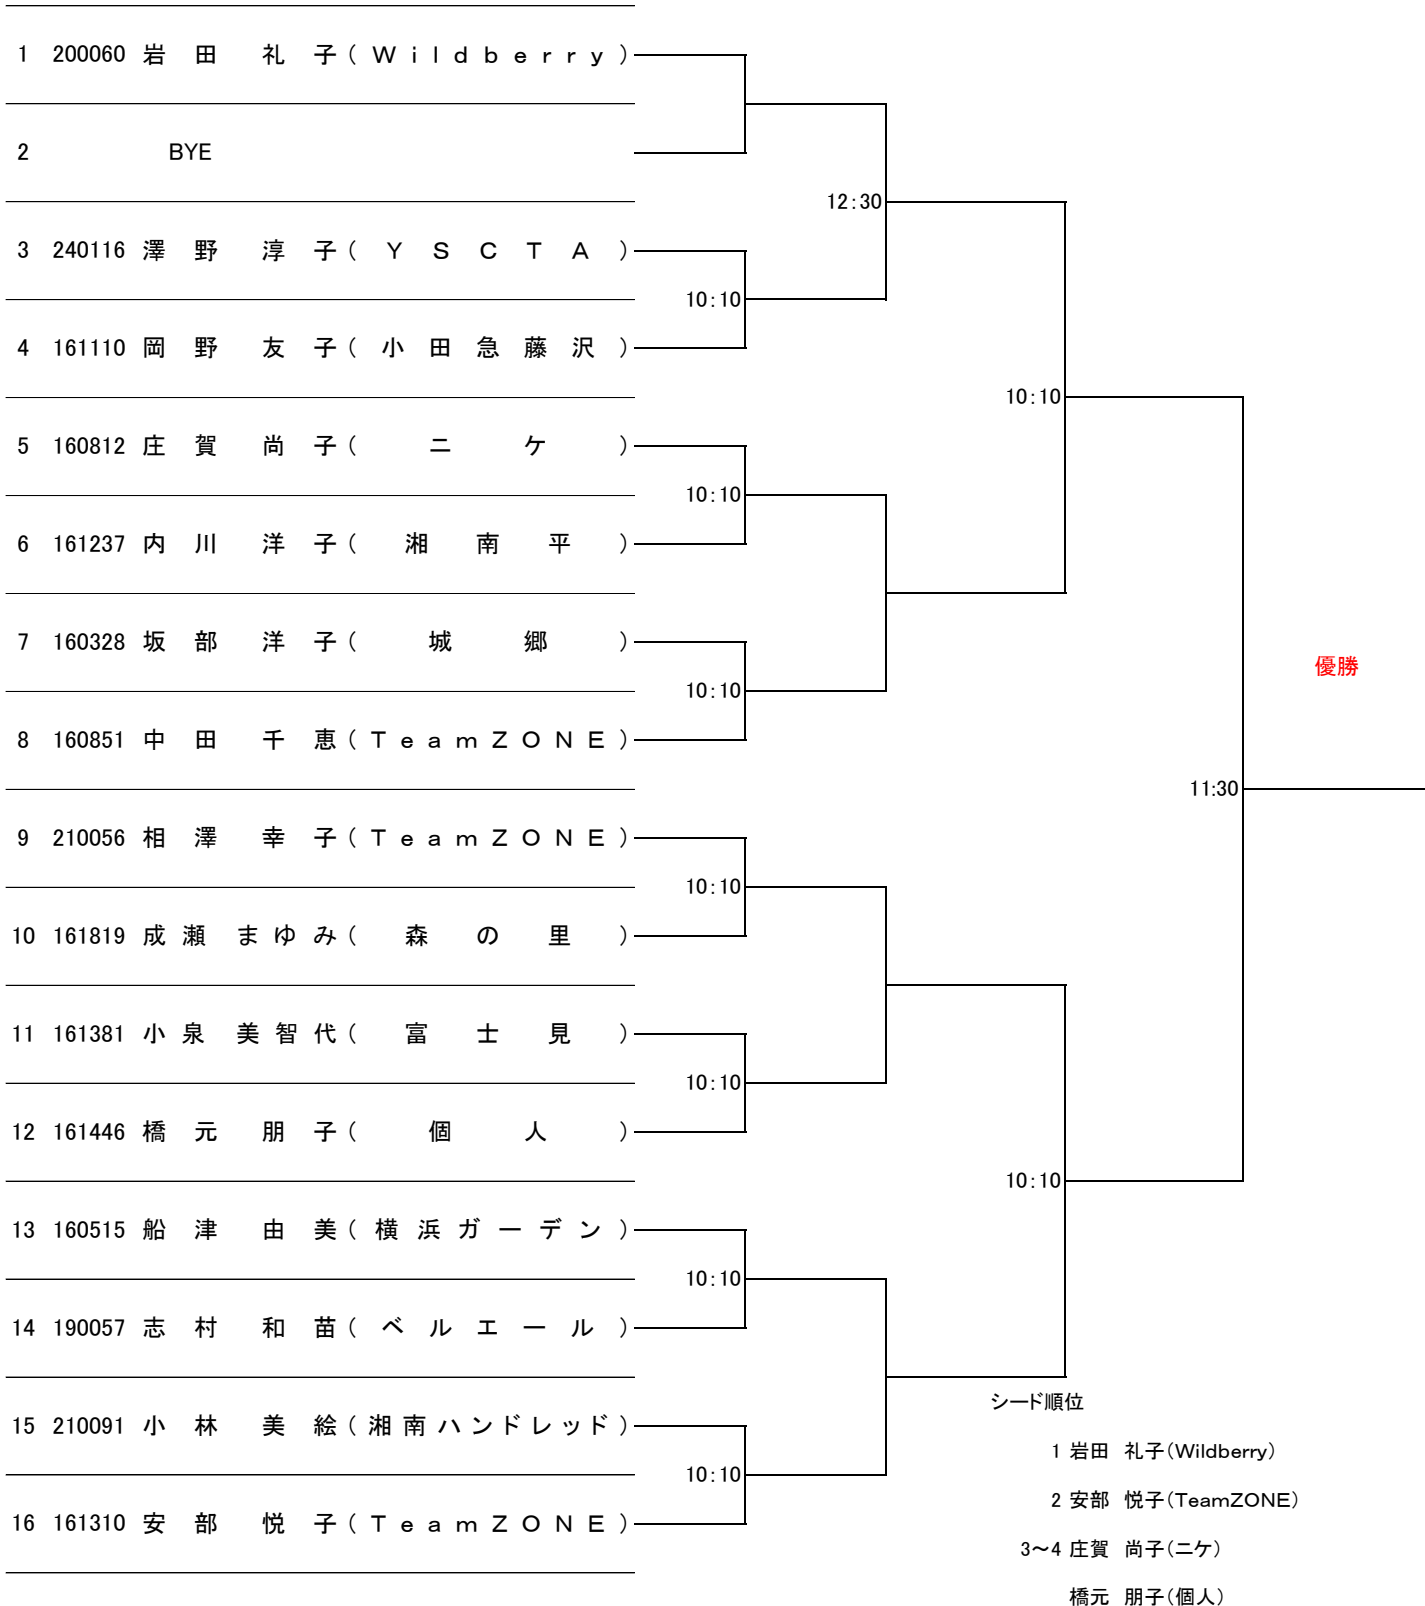 1 200060 岩田 礼子(Wildberry)
2 BYE
12:30
3 240116 澤野 淳子(YSCTA)
10:10
4 161110 岡野 友子(小田急藤沢)
10:10
5 160812 庄賀 尚子(ニケ)
10:10
6 161237 内川 洋子(湘南平)
7 160328 坂部 洋子(城郷)
優勝
10:10
8 160851 中田 千恵(TeamZONE)
11:30
9 210056 相澤 幸子(TeamZONE)
10:10
10 161819 成瀬 まゆみ(森の里)
11 161381 小泉 美智代(富士見)
10:10
12 161446 橋元 朋子(個人)
10:10
13 160515 船津 由美(横浜ガーデン)
10:10
14 190057 志村 和苗(ベルエール)
シード順位
15 210091 小林 美絵(湘南ハンドレッド)
1 岩田 礼子(Wildberry)
10:10
2 安部 悦子(TeamZONE)
16 161310 安部 悦子(TeamZONE)
3～4 庄賀 尚子(ニケ)
橋元 朋子(個人)